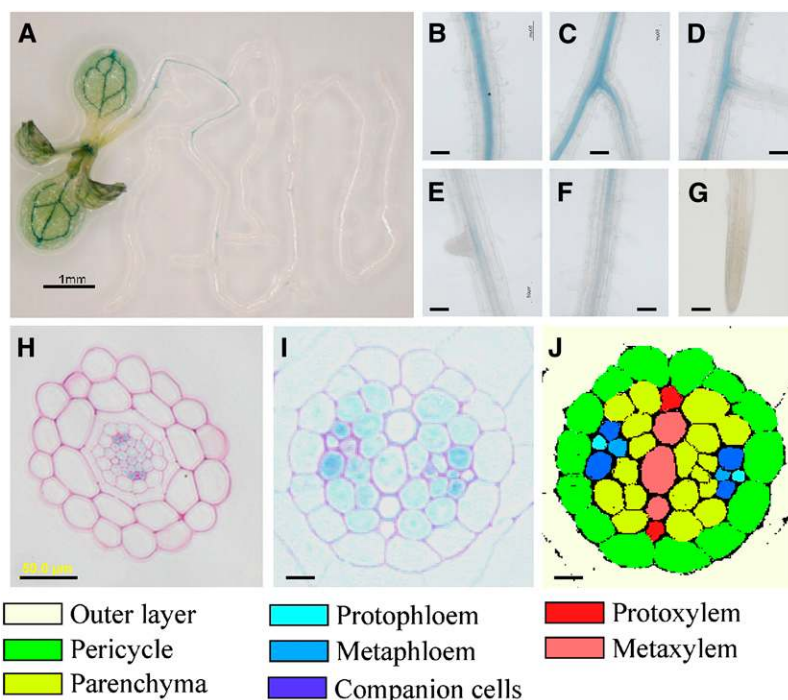 A
B
C
D
1mm
E
F
G
H
I
J
50.0 µm
Outer layer
Protophloem
Protoxylem
Pericycle
Metaphloem
Metaxylem
Parenchyma
Companion cells